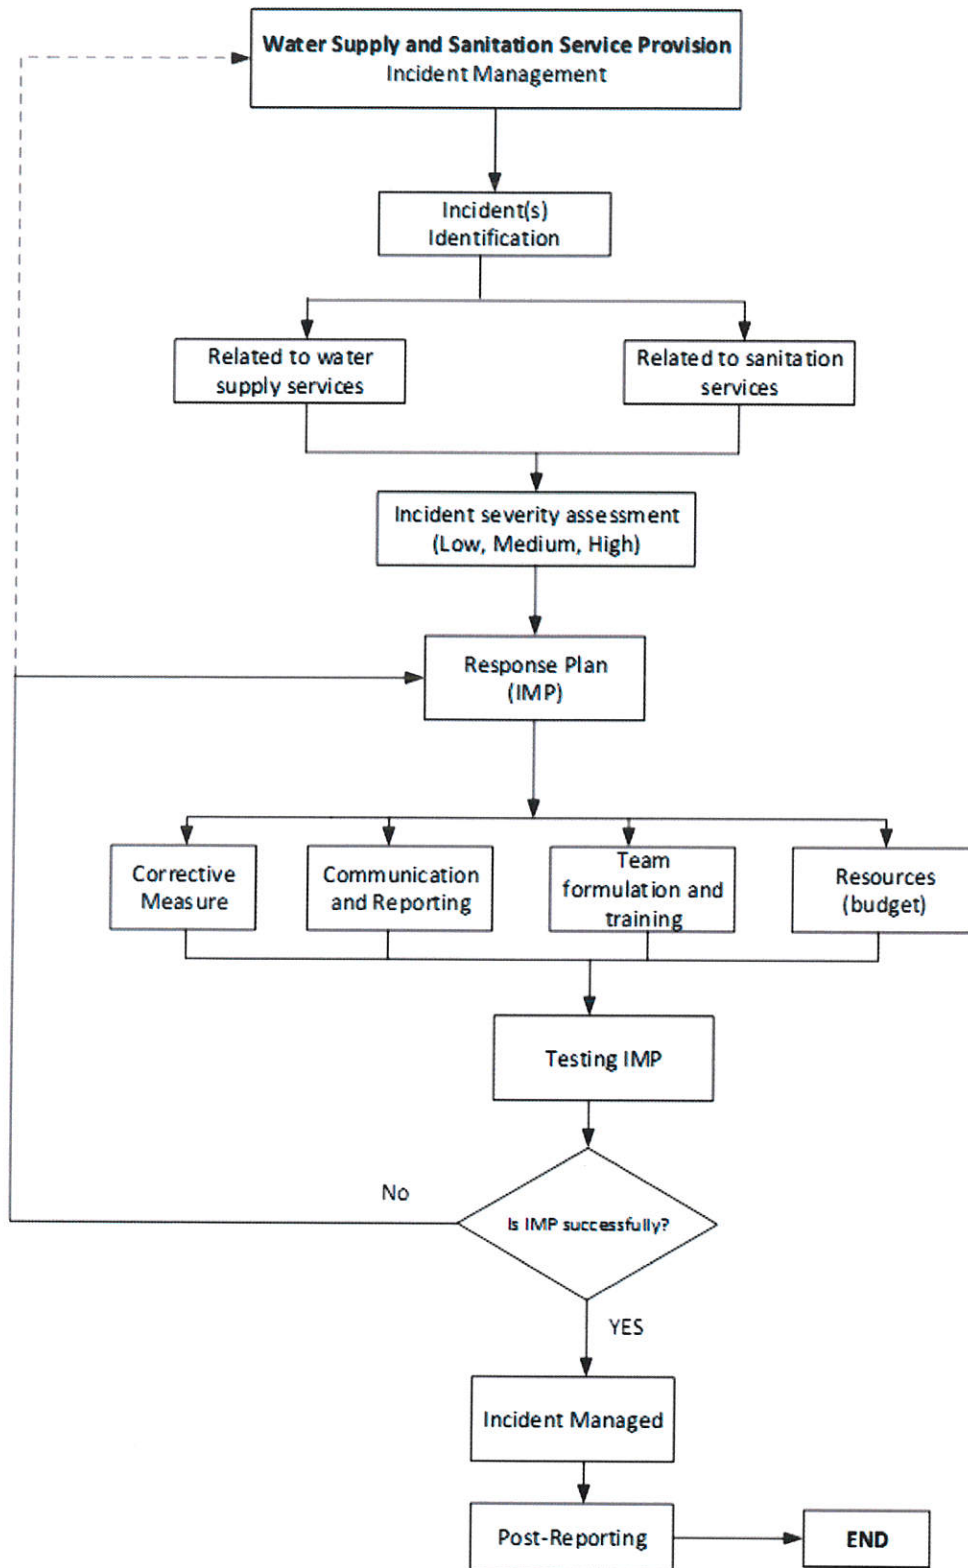 Water Supply and Sanitation Service Provision
Incident Management
Incident(s)
Identification
Related to water
supply services
Related to sanitation
services
Incident severity assessment
(Low, Medium, High)
Response Plan
(IMP)
Corrective
Measure
Communication
and Reporting
Team
formulation and
training
Resources
(budget)
Testing IMP
No
Is IMP successfully?
YES
Incident Managed
Post-Reporting
END